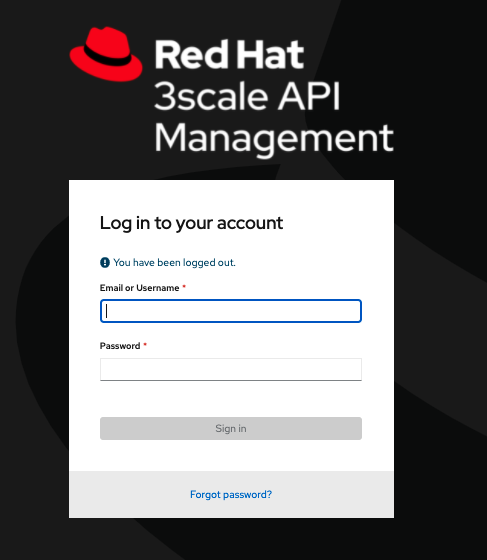 Red Hat
3scale API
Management
Log in to your account
You have been logged out.
Email or Username *
Password *
Sign in
Forgot password?